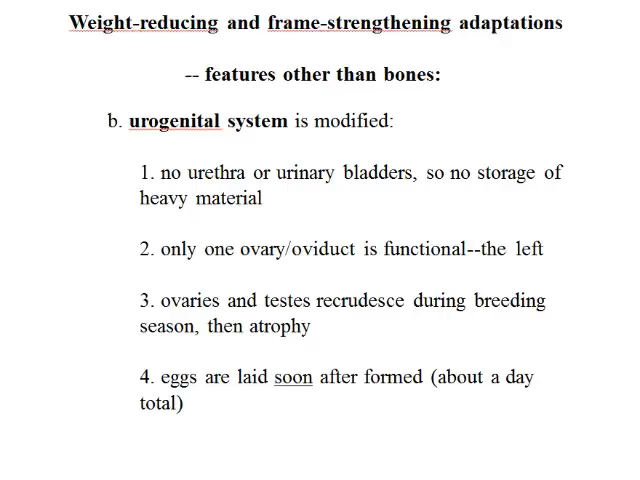 Weight-reducing and frame-strengthening adaptations
-- features other than bones:
b. urogenital system is modified:
1. no urethra or urinary bladders, so no storage of
heavy material
2. only one ovary/oviduct is functional--the left
3. ovaries and testes recrudesce during breeding
season, then atrophy
4. eggs are laid soon after formed (about a day
total)